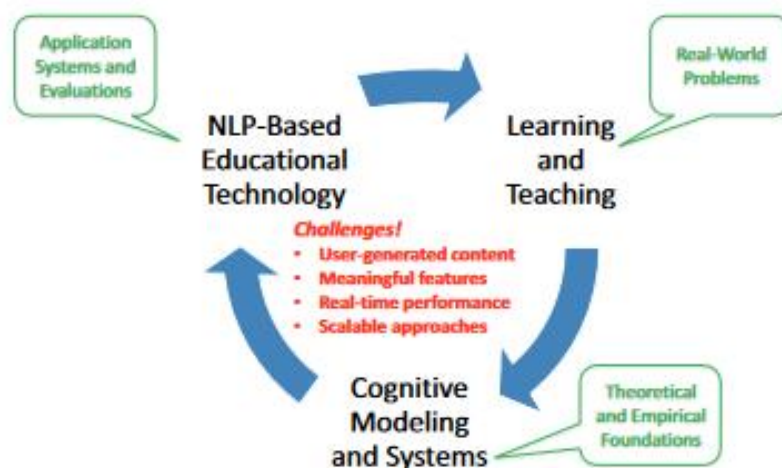 Application
Systems and
Evaluations
Real-World
Problems
NLP-Based
Educational
Technology
Learning
and
Teaching
Challenges!
• User-generated content
• Meaningful features
• Real-time performance
• Scalable approaches
Cognitive
Modeling
and Systems
Theoretical
and Empirical
Foundations